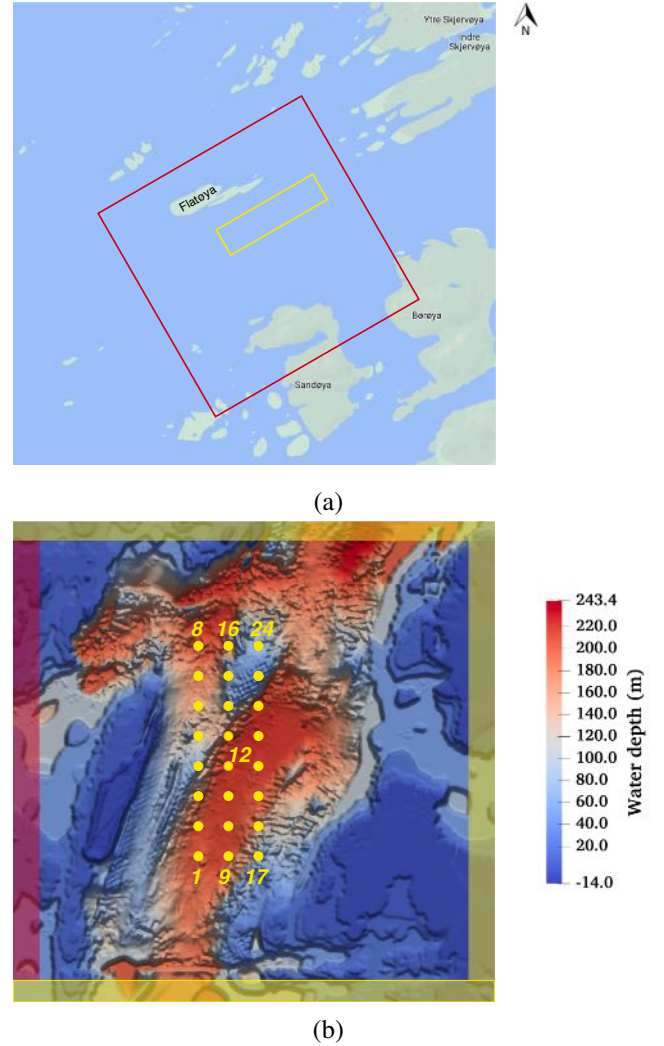 Ytre Skjervøya
N
Indre
Skjervøya
Flatøya
Børøya
Sandøya
(a)
243.4
220.0
200.0
180.0
160.0
140.0
120.0
100.0
80.0
60.0
40.0
20.0
-14.0
Water depth (m)
8 16 24
12
1 9 17
(b)